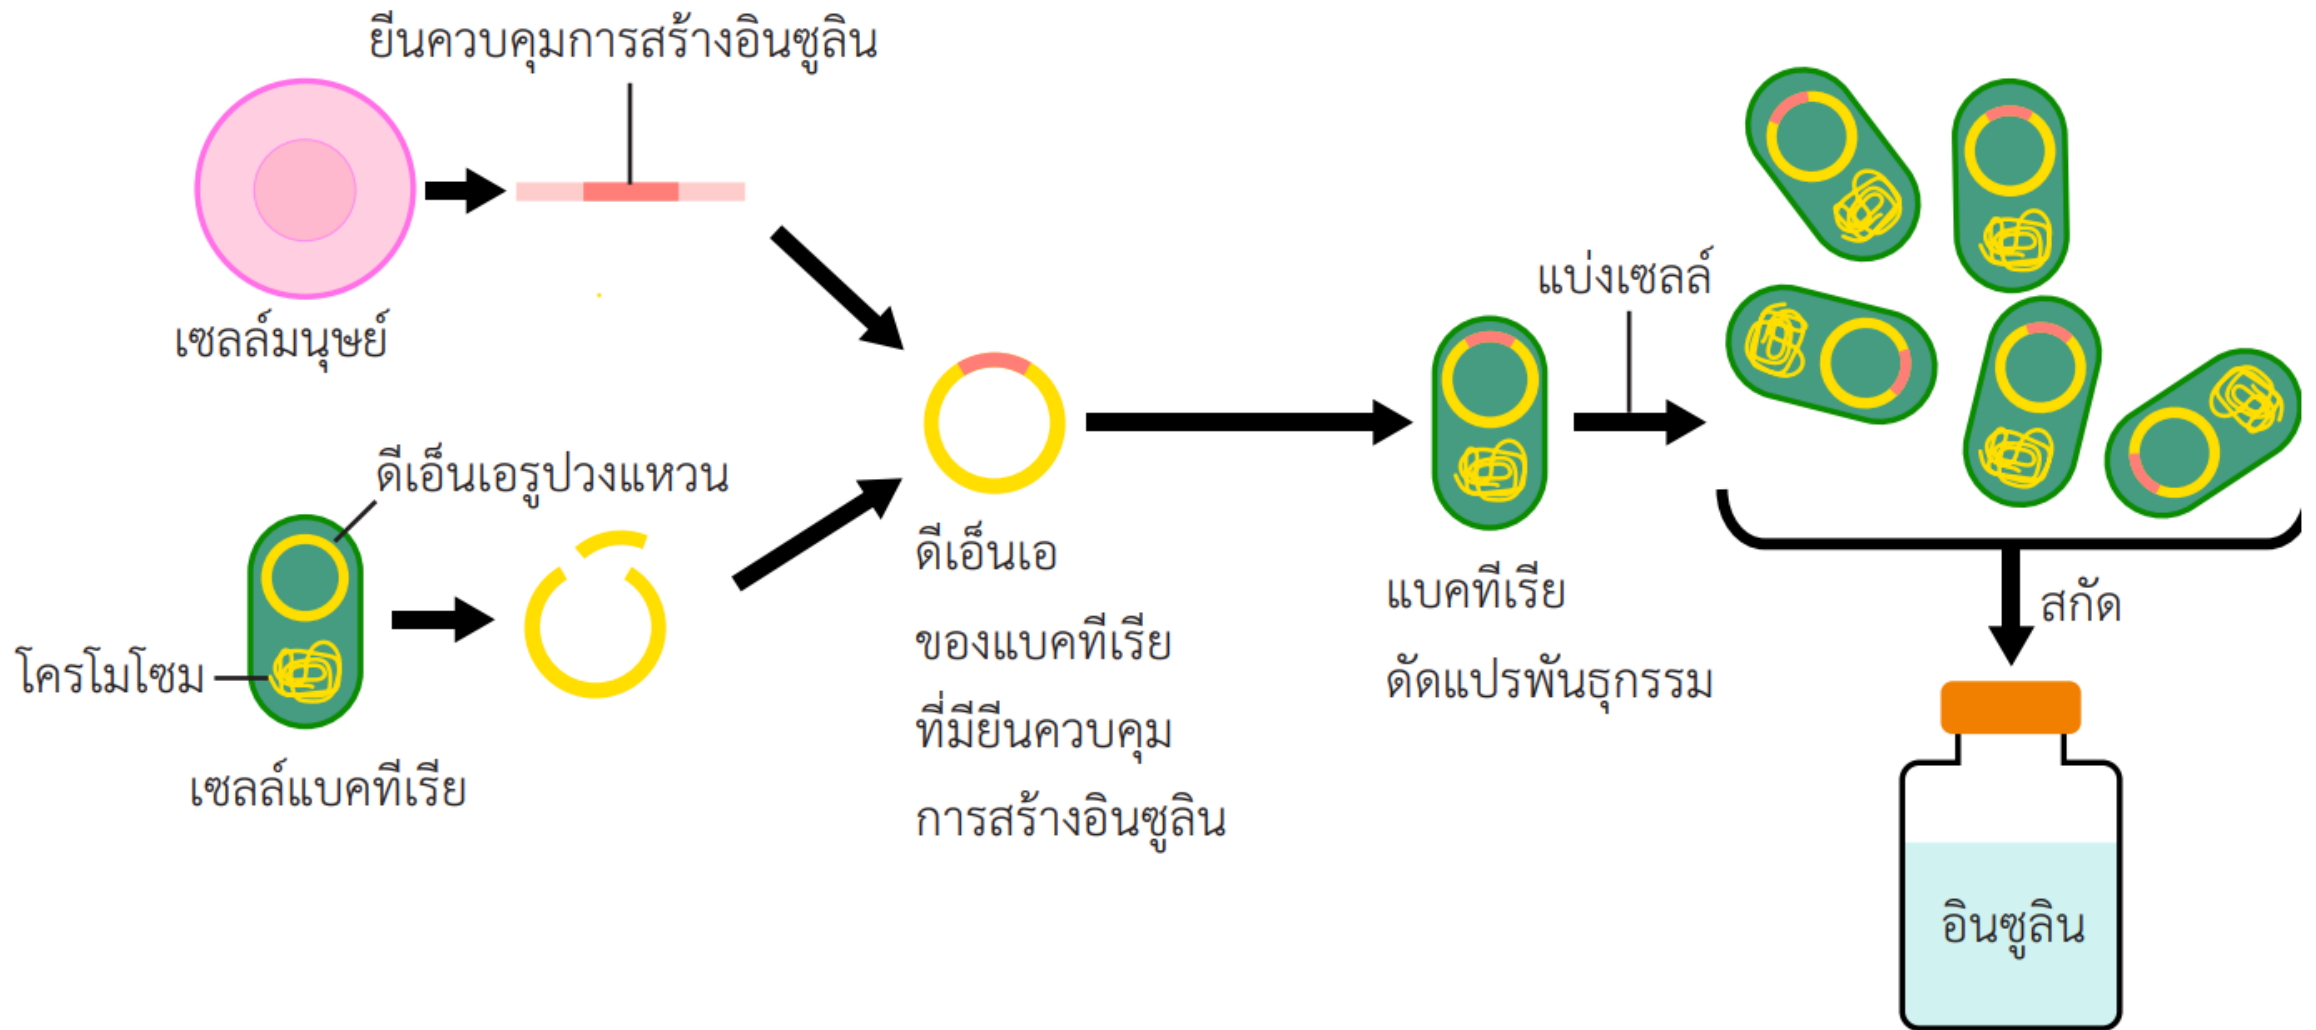 ยีนควบคุมการสร้างอินซูลิน
เซลล์มนุษย์
ดีเอ็นเอรูปวงแหวน
โครโมโซม
เซลล์แบคทีเรีย
ดีเอ็นเอ
ของแบคทีเรีย
ที่มียีนควบคุม
การสร้างอินซูลิน
แบคทีเรีย
ดัดแปรพันธุกรรม
แบ่งเซลล์
สกัด
อินซูลิน